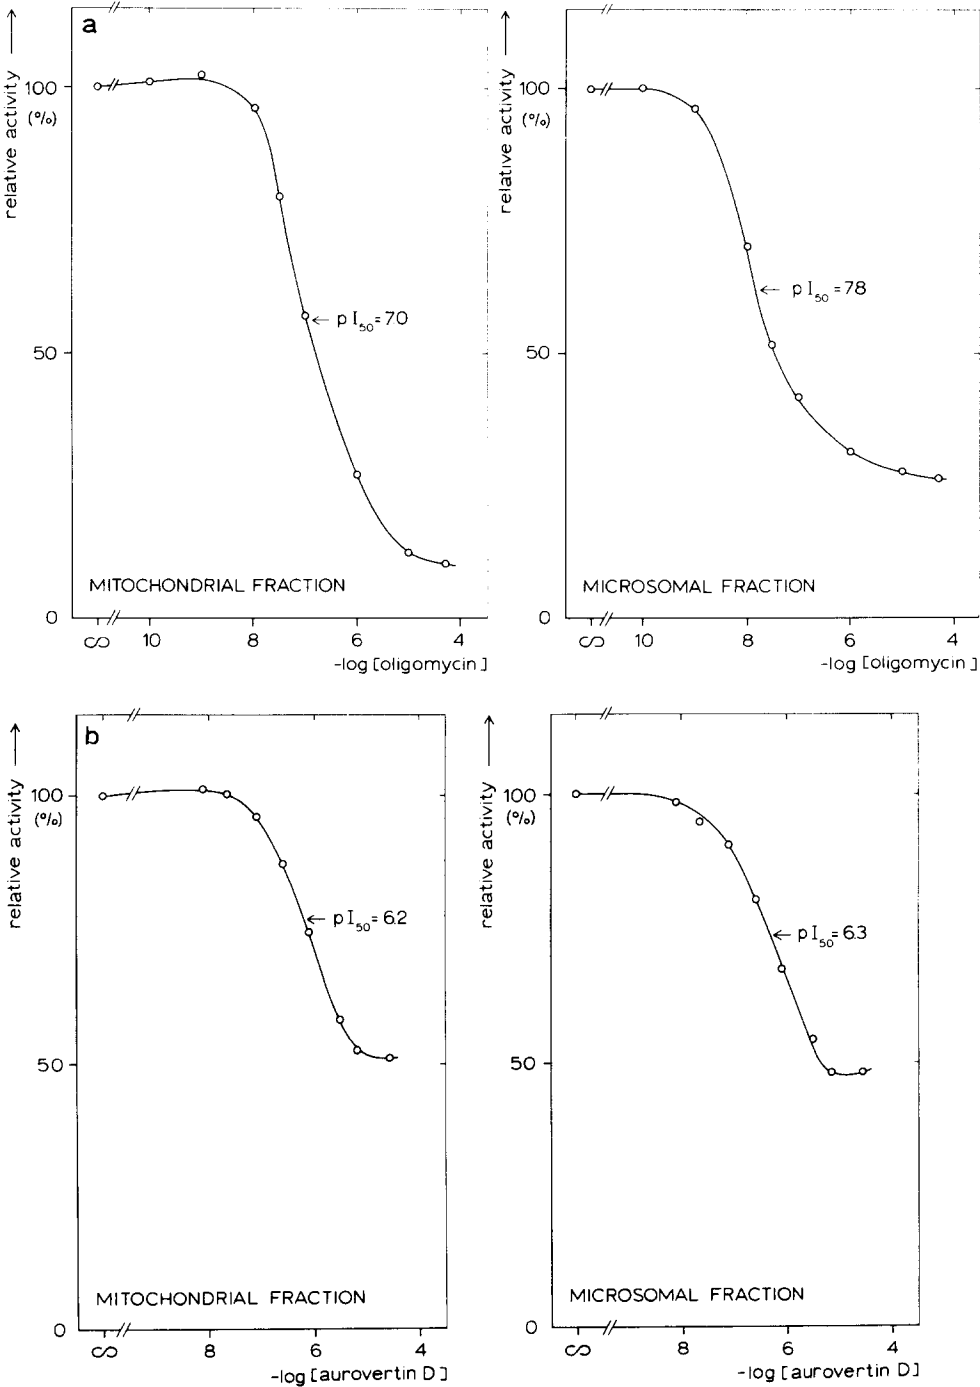 a
relative activity
100
(%)
50
0
pI50=7.0
MITOCHONDRIAL FRACTION
∞ 10 8 6 4
-log [oligomycin]
relative activity
100
(%)
50
0
pI50=7.8
MICROSOMAL FRACTION
∞ 10 8 6 4
-log [oligomycin]
b
relative activity
100
(%)
50
0
pI50=6.2
MITOCHONDRIAL FRACTION
∞ 8 6 4
-log [aurovertin D]
relative activity
100
(%)
50
0
pI50=6.3
MICROSOMAL FRACTION
∞ 8 6 4
-log [aurovertin D]